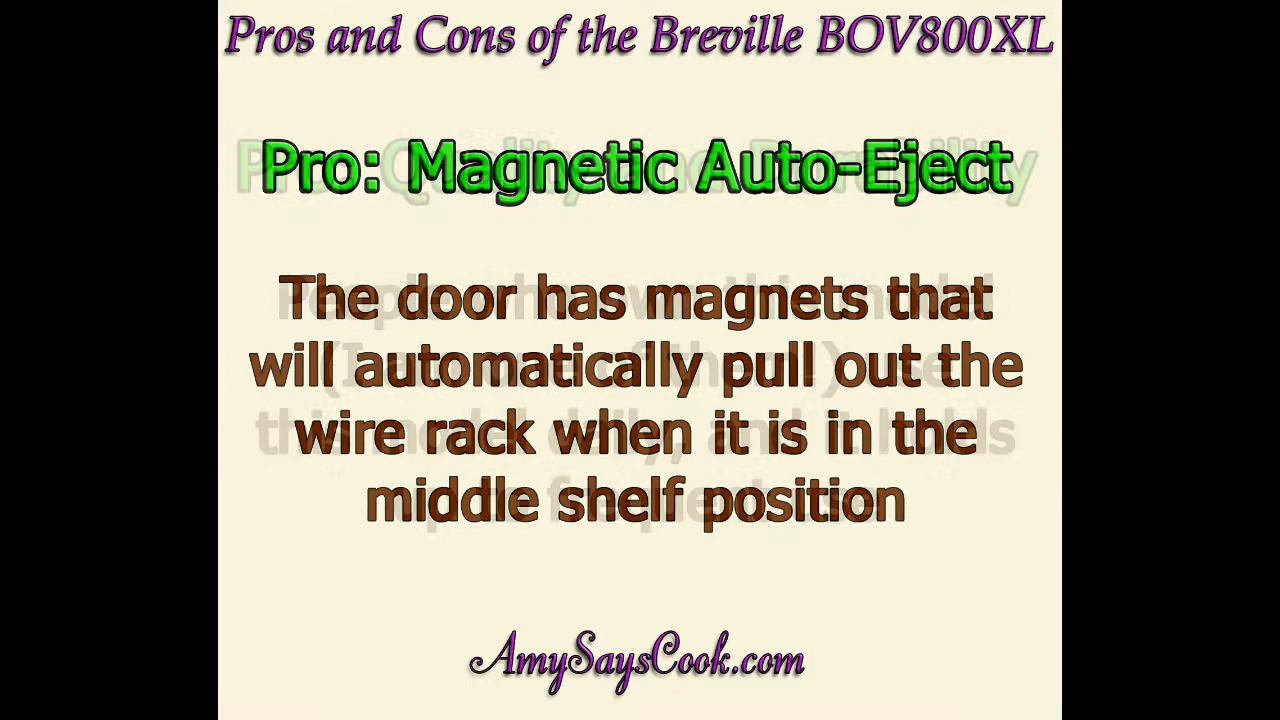 Pros and Cons of the Breville BOV800XL
Pro: Magnetic Auto-Eject
The door has magnets that
will automatically pull out the
wire rack when it is in the
middle shelf position
AmySaysCook.com